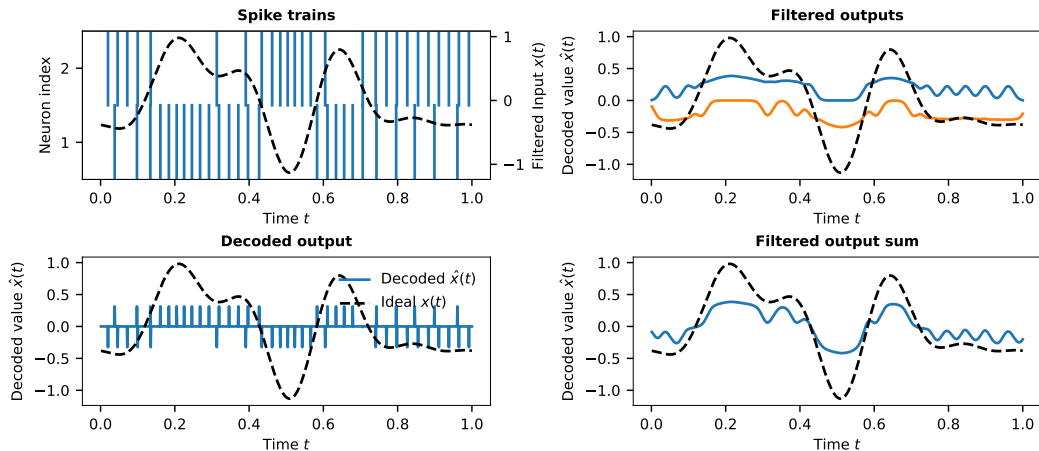 Spike trains
2
1
Neuron index
1
0
−1
Filtered Input x(t)
0.0 0.2 0.4 0.6 0.8 1.0
Time t
Filtered outputs
1.0
0.5
0.0
−0.5
−1.0
Decoded value x̂(t)
0.0 0.2 0.4 0.6 0.8 1.0
Time t
Decoded output
1.0
0.5
0.0
−0.5
−1.0
Decoded value x̂(t)
Decoded x̂(t)
Ideal x(t)
0.0 0.2 0.4 0.6 0.8 1.0
Time t
Filtered output sum
1.0
0.5
0.0
−0.5
−1.0
Decoded value x̂(t)
0.0 0.2 0.4 0.6 0.8 1.0
Time t